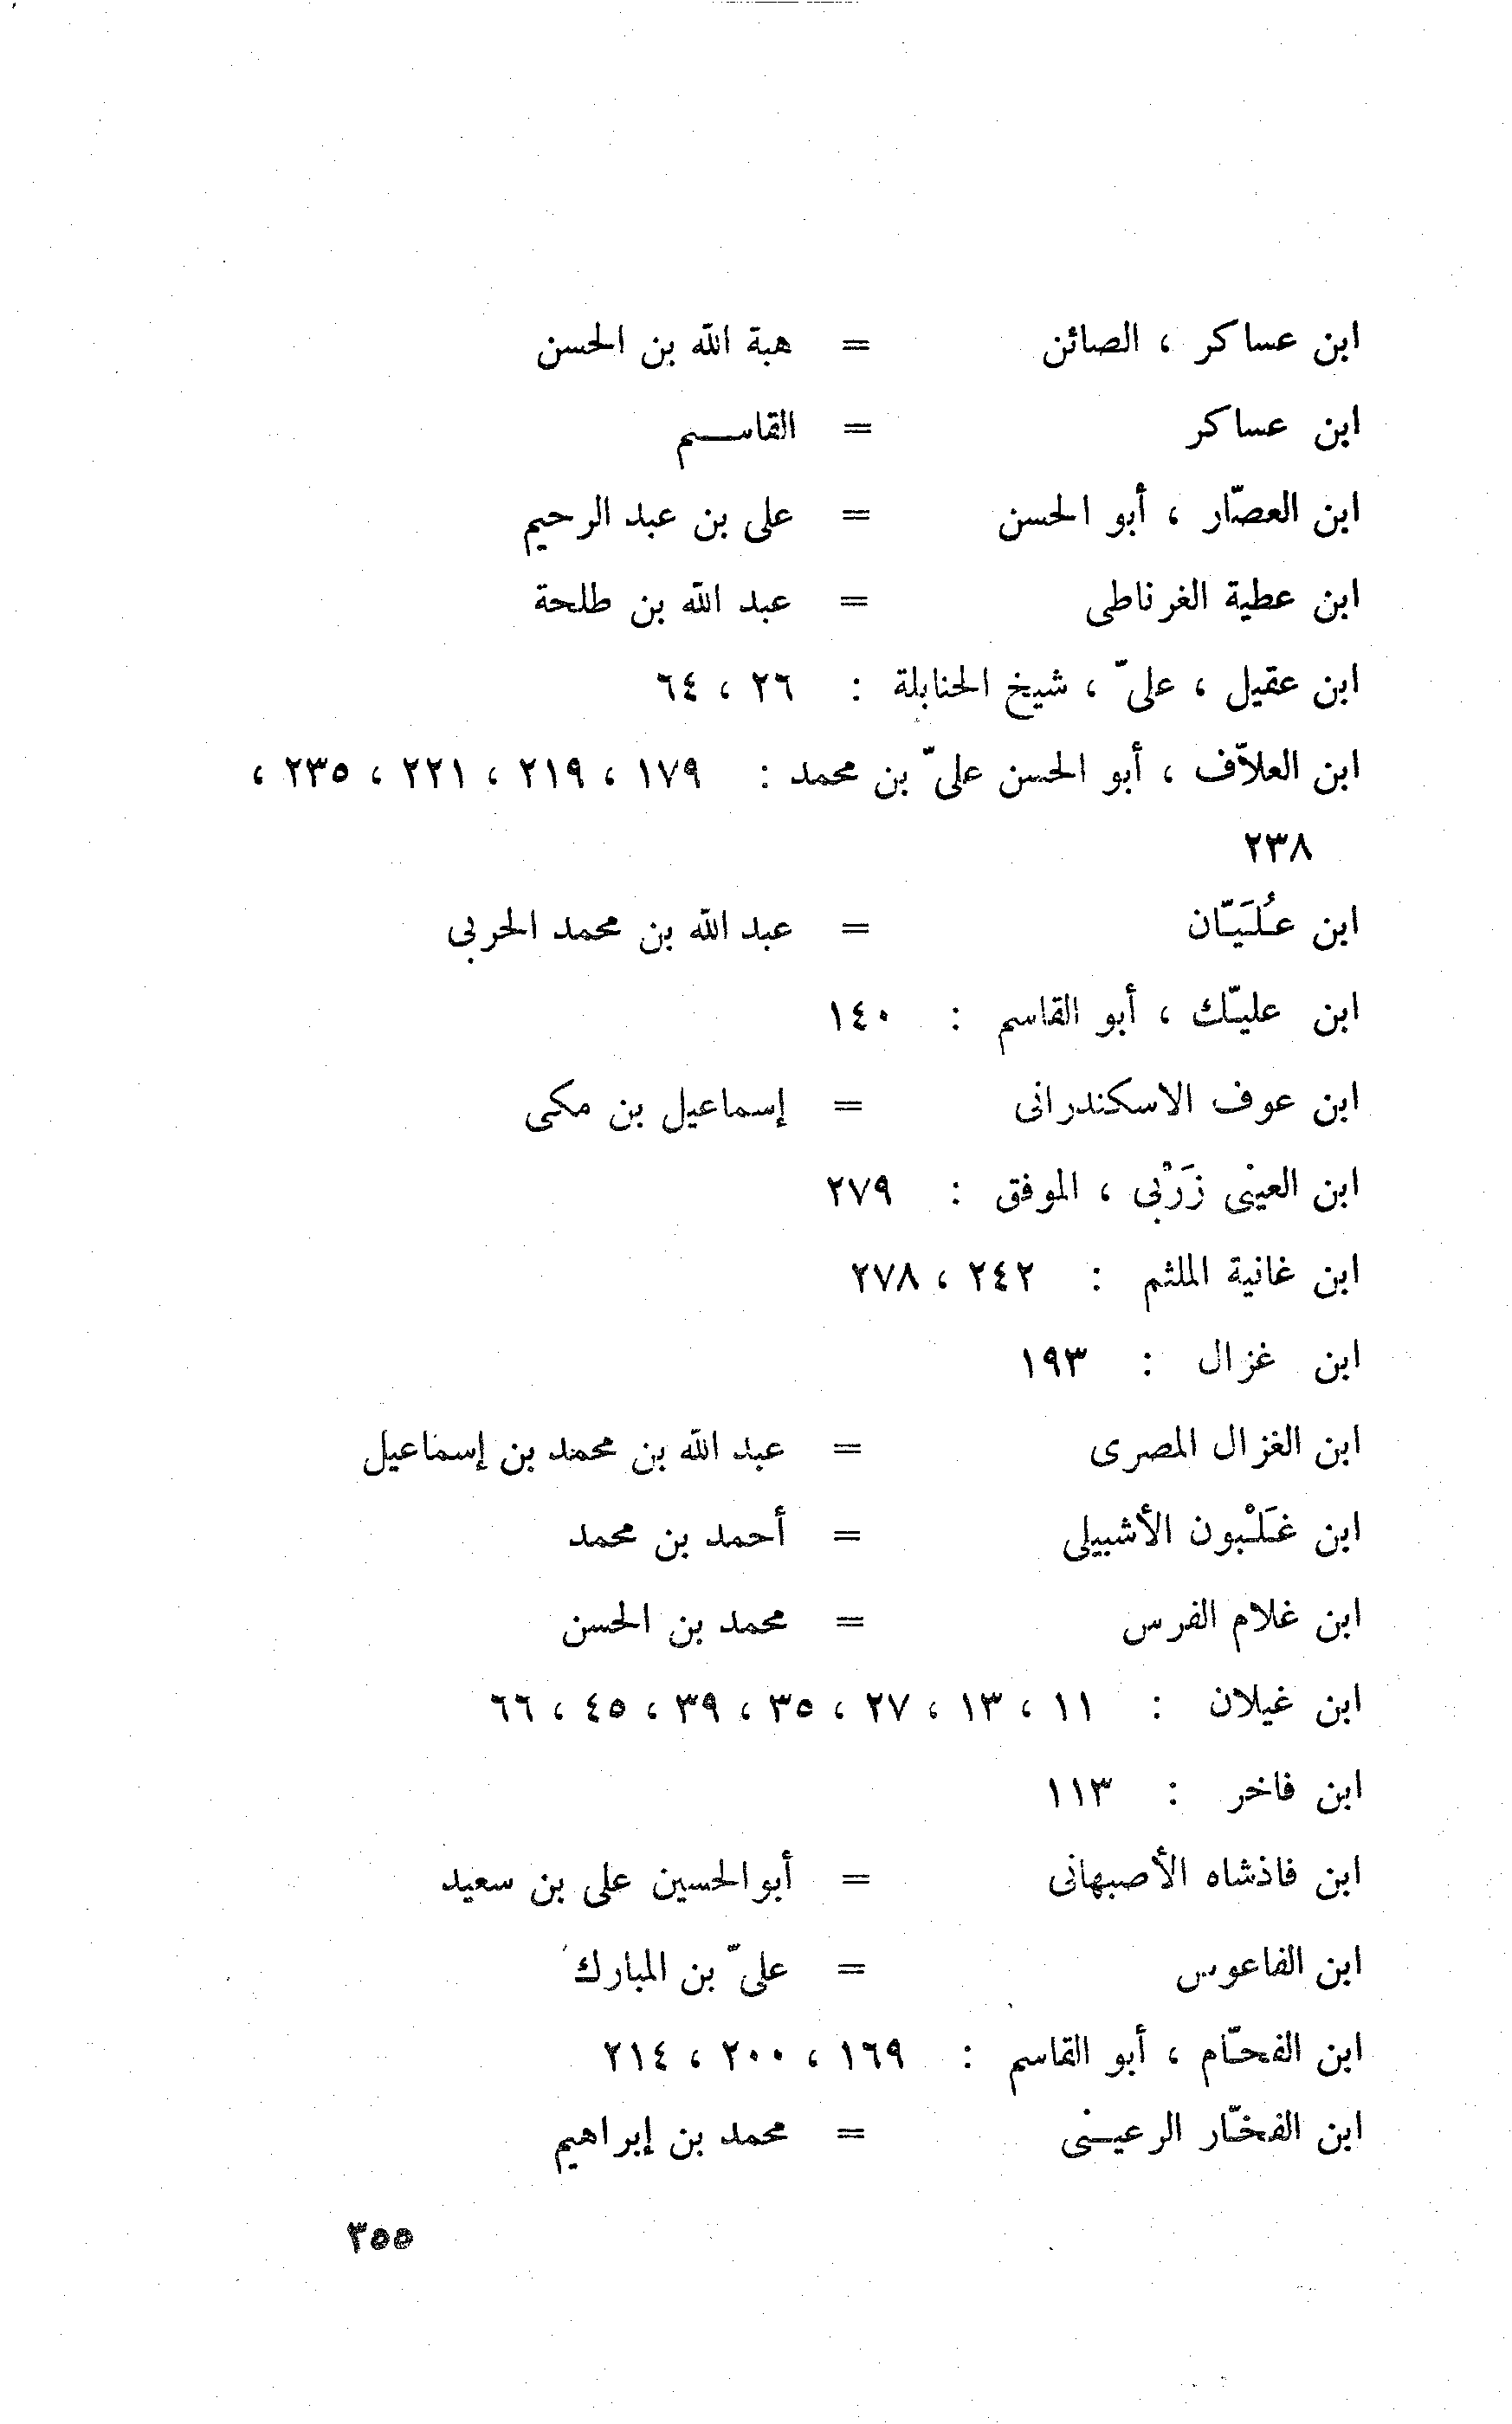 ابن عساكر ، الصائن = هبة الله بن الحسن
ابن عساكر = القاســم
ابن العصّار ، أبو الحسن = على بن عبد الرحيم
ابن عطية الغرناطى = عبد الله بن طلحة
ابن عقيل ، علىّ ، شيخ الحنابلة : ٢٦ ، ٦٤
ابن العلاّف ، أبو الحسن علىّ بن محمد : ١٧٩ ، ٢١٩ ، ٢٢١ ، ٢٣٥ ،
٢٣٨
ابن عُلَيّان = عبد الله بن محمد الحربى
ابن عليّك ، أبو القاسم : ١٤٠
ابن عوف الاسكندرانى = إسماعيل بن مكى
ابن العينى زَرْبى ، الموفق : ٢٧٩
ابن غانية الملثم : ٢٤٢ ، ٢٧٨
ابن غزال : ١٩٣
ابن الغزال المصرى = عبد الله بن محمد بن إسماعيل
ابن غَلْبون الأشبيلى = أحمد بن محمد
ابن غلام الفرس = محمد بن الحسن
ابن غيلان : ١١ ، ١٣ ، ٢٧ ، ٣٥ ، ٣٩ ، ٤٥ ، ٦٦
ابن فاخر : ١١٣
ابن فاذشاه الأصبهانى = أبوالحسين على بن سعيد
ابن الفاعوس = علىّ بن المبارك
ابن الفحّام ، أبو القاسم : ١٦٩ ، ٢٠٠ ، ٢١٤
ابن الفخّار الرعيـنى = محمد بن إبراهيم
٣٥٥